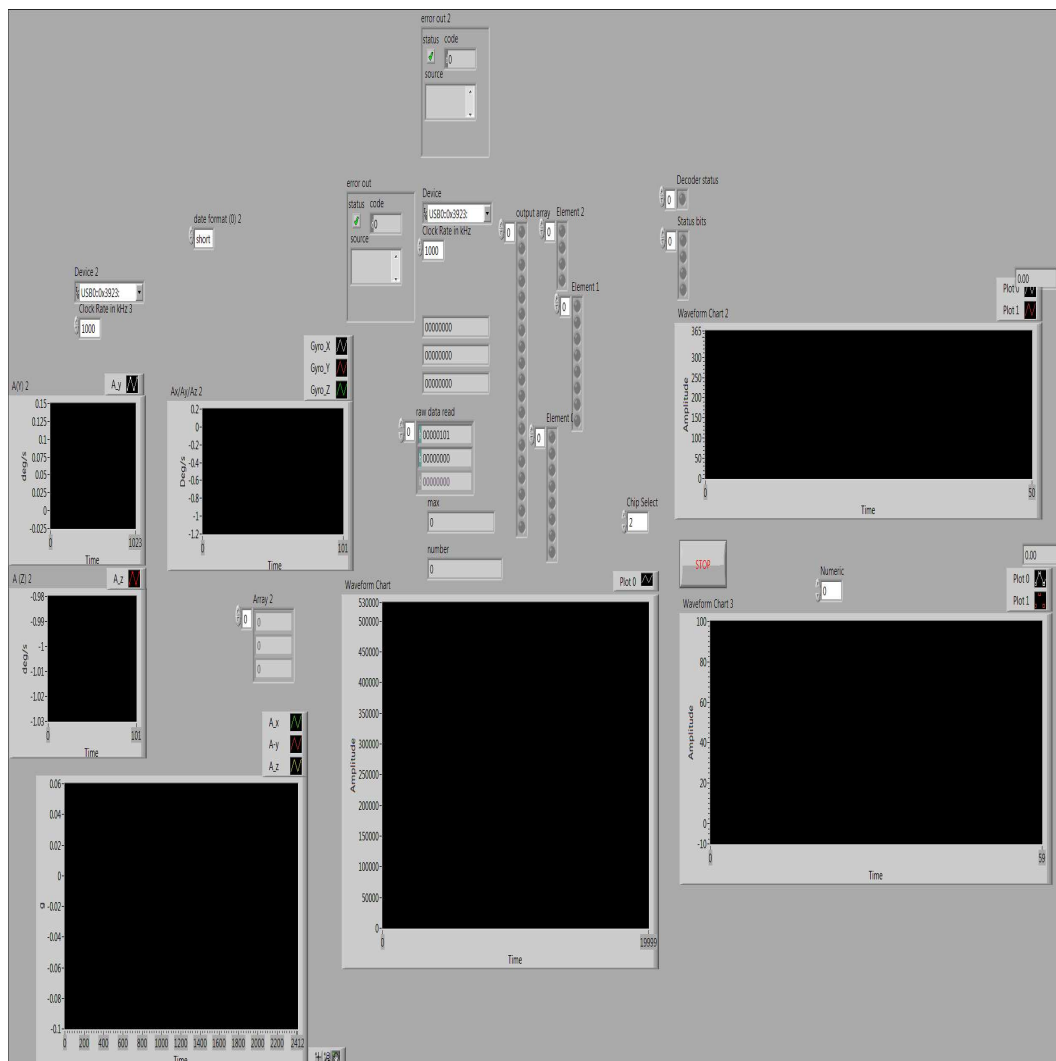 error out 2
status code
0
source
error out
status code
0
source
Device
USB0::0x3923:
Clock Rate in kHz
1000
output array
0
Element 2
0
Element 1
0
Decoder status
0
Status bits
0
date format (0) 2
short
Device 2
USB0::0x3923:
Clock Rate in kHz 3
1000
00000000
00000000
00000000
raw data read
0
00000101
00000000
00000000
max
0
number
0
Element
0
Chip Select
2
0.00
Plot 0
Plot 1
Waveform Chart 2
365
300
250
200
150
100
50
0
Amplitude
0
50
Time
A(Y) 2
A_y
0.15
0.125
0.1
0.075
0.05
0.025
0
-0.025
deg/s
0
1023
Time
Gyro_X
Gyro_Y
Gyro_Z
Ax/Ay/Az 2
0.2
0
-0.2
-0.4
-0.6
-0.8
-1
-1.2
Deg/s
0
101
Time
A (Z) 2
A_z
-0.98
-0.99
-1
-1.01
-1.02
-1.03
deg/s
0
101
Time
Array 2
0
0
0
0
STOP
Numeric
0
0.00
Plot 0
Plot 1
Waveform Chart 3
100
80
60
40
20
0
-10
Amplitude
0
59
Time
Waveform Chart
Plot 0
530000
500000
450000
400000
350000
300000
250000
200000
150000
100000
50000
0
Amplitude
0
19999
Time
A_x
A-y
A_z
0.06
0.04
0.02
0
-0.02
-0.04
-0.06
-0.08
-0.1
g
0 200 400 600 800 1000 1200 1400 1600 1800 2000 2200 2412
Time